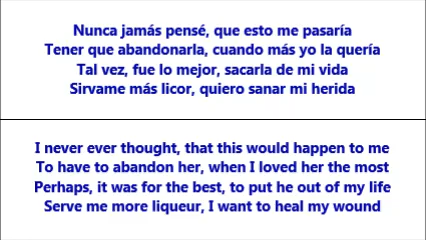 Nunca jamás pensé, que esto me pasaría
Tener que abandonarla, cuando más yo la quería
Tal vez, fue lo mejor, sacarla de mi vida
Sirvame más licor, quiero sanar mi herida
I never ever thought, that this would happen to me
To have to abandon her, when I loved her the most
Perhaps, it was for the best, to put he out of my life
Serve me more liqueur, I want to heal my wound